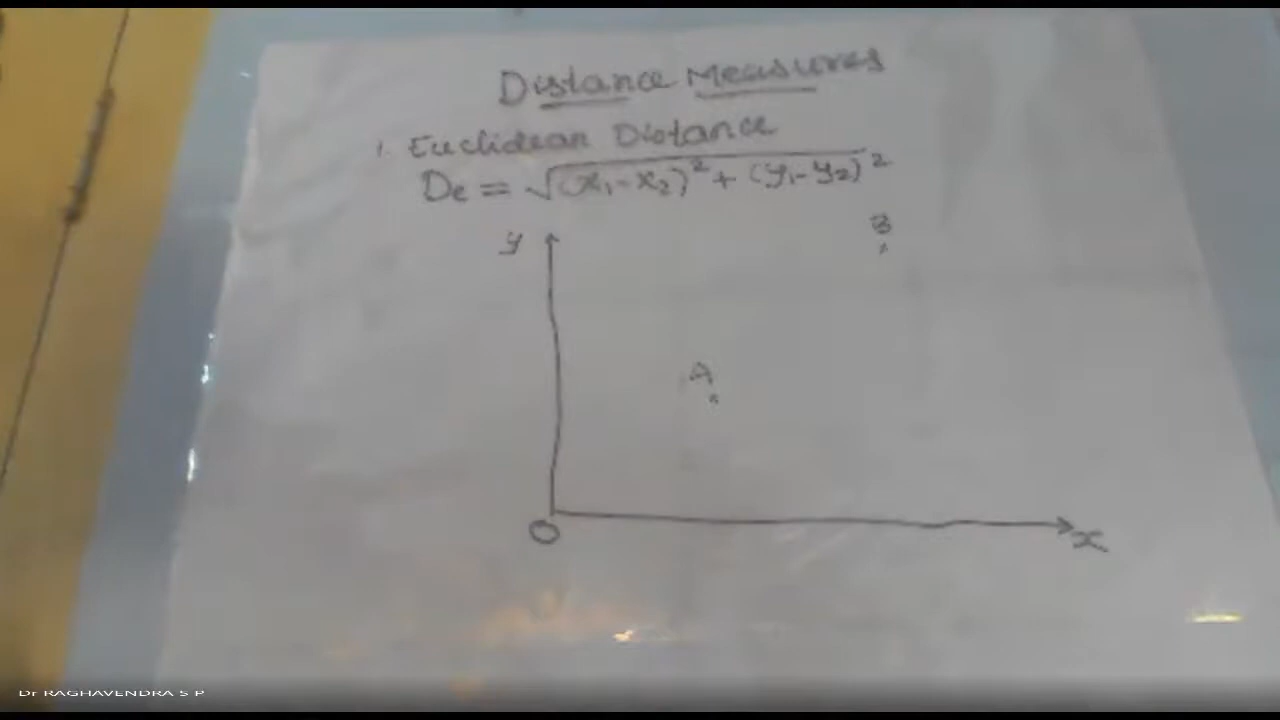 Distance Measures
1. Euclidean Distance
De = √(x₁-x₂)² + (y₁-y₂)²
y
B
A
O
x
Dr RAGHAVENDRA S P